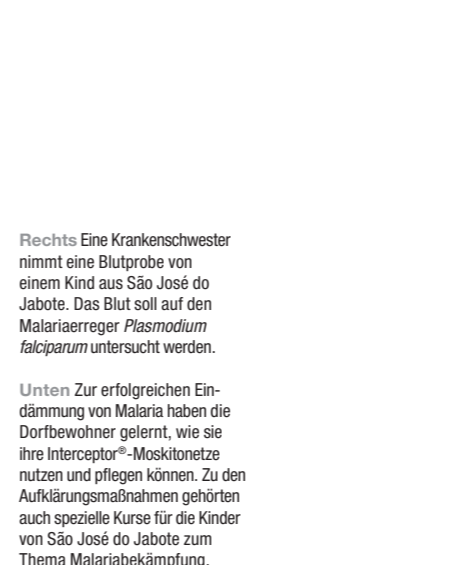 Rechts Eine Krankenschwester
nimmt eine Blutprobe von
einem Kind aus São José do
Jabote. Das Blut soll auf den
Malariaerreger Plasmodium
falciparum untersucht werden.
Unten Zur erfolgreichen Ein-
dämmung von Malaria haben die
Dorfbewohner gelernt, wie sie
ihre Interceptor®-Moskitonetze
nutzen und pflegen können. Zu den
Aufklärungsmaßnahmen gehörten
auch spezielle Kurse für die Kinder
von São José do Jabote zum
Thema Malariabekämpfung.